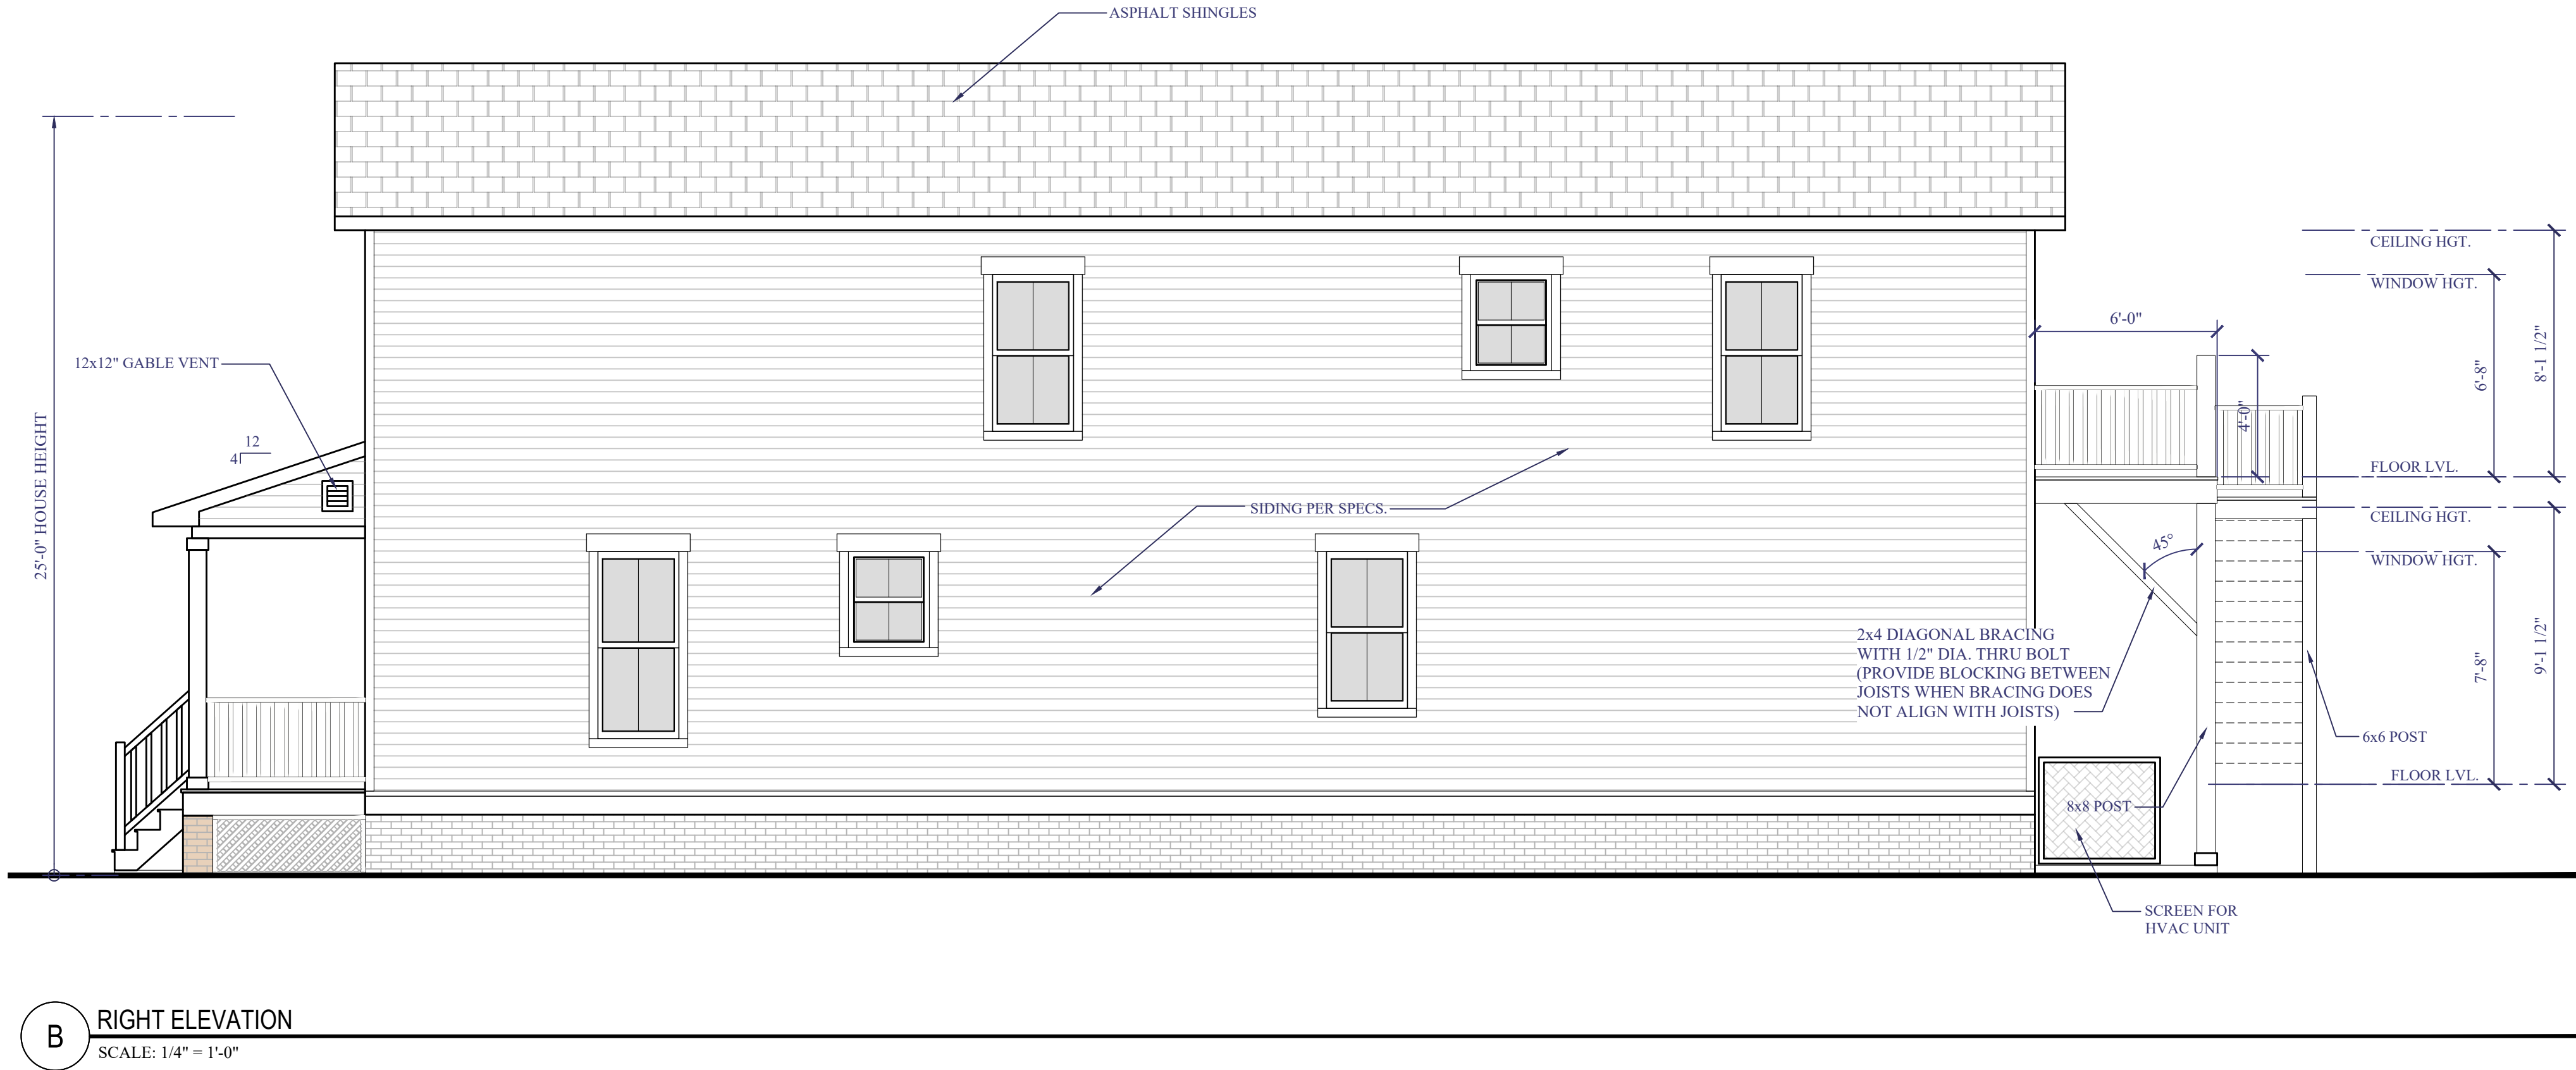 ASPHALT SHINGLES
CEILING HGT.
WINDOW HGT.
6'-0"
8'-1 1/2"
6'-8"
12x12" GABLE VENT
4'-0"
25'-0" HOUSE HEIGHT
12
4
FLOOR LVL.
SIDING PER SPECS.
CEILING HGT.
45°
WINDOW HGT.
2x4 DIAGONAL BRACING
WITH 1/2" DIA. THRU BOLT
(PROVIDE BLOCKING BETWEEN
JOISTS WHEN BRACING DOES
NOT ALIGN WITH JOISTS)
7'-8"
9'-1 1/2"
6x6 POST
FLOOR LVL.
8x8 POST
SCREEN FOR
HVAC UNIT
B
RIGHT ELEVATION
SCALE: 1/4" = 1'-0"